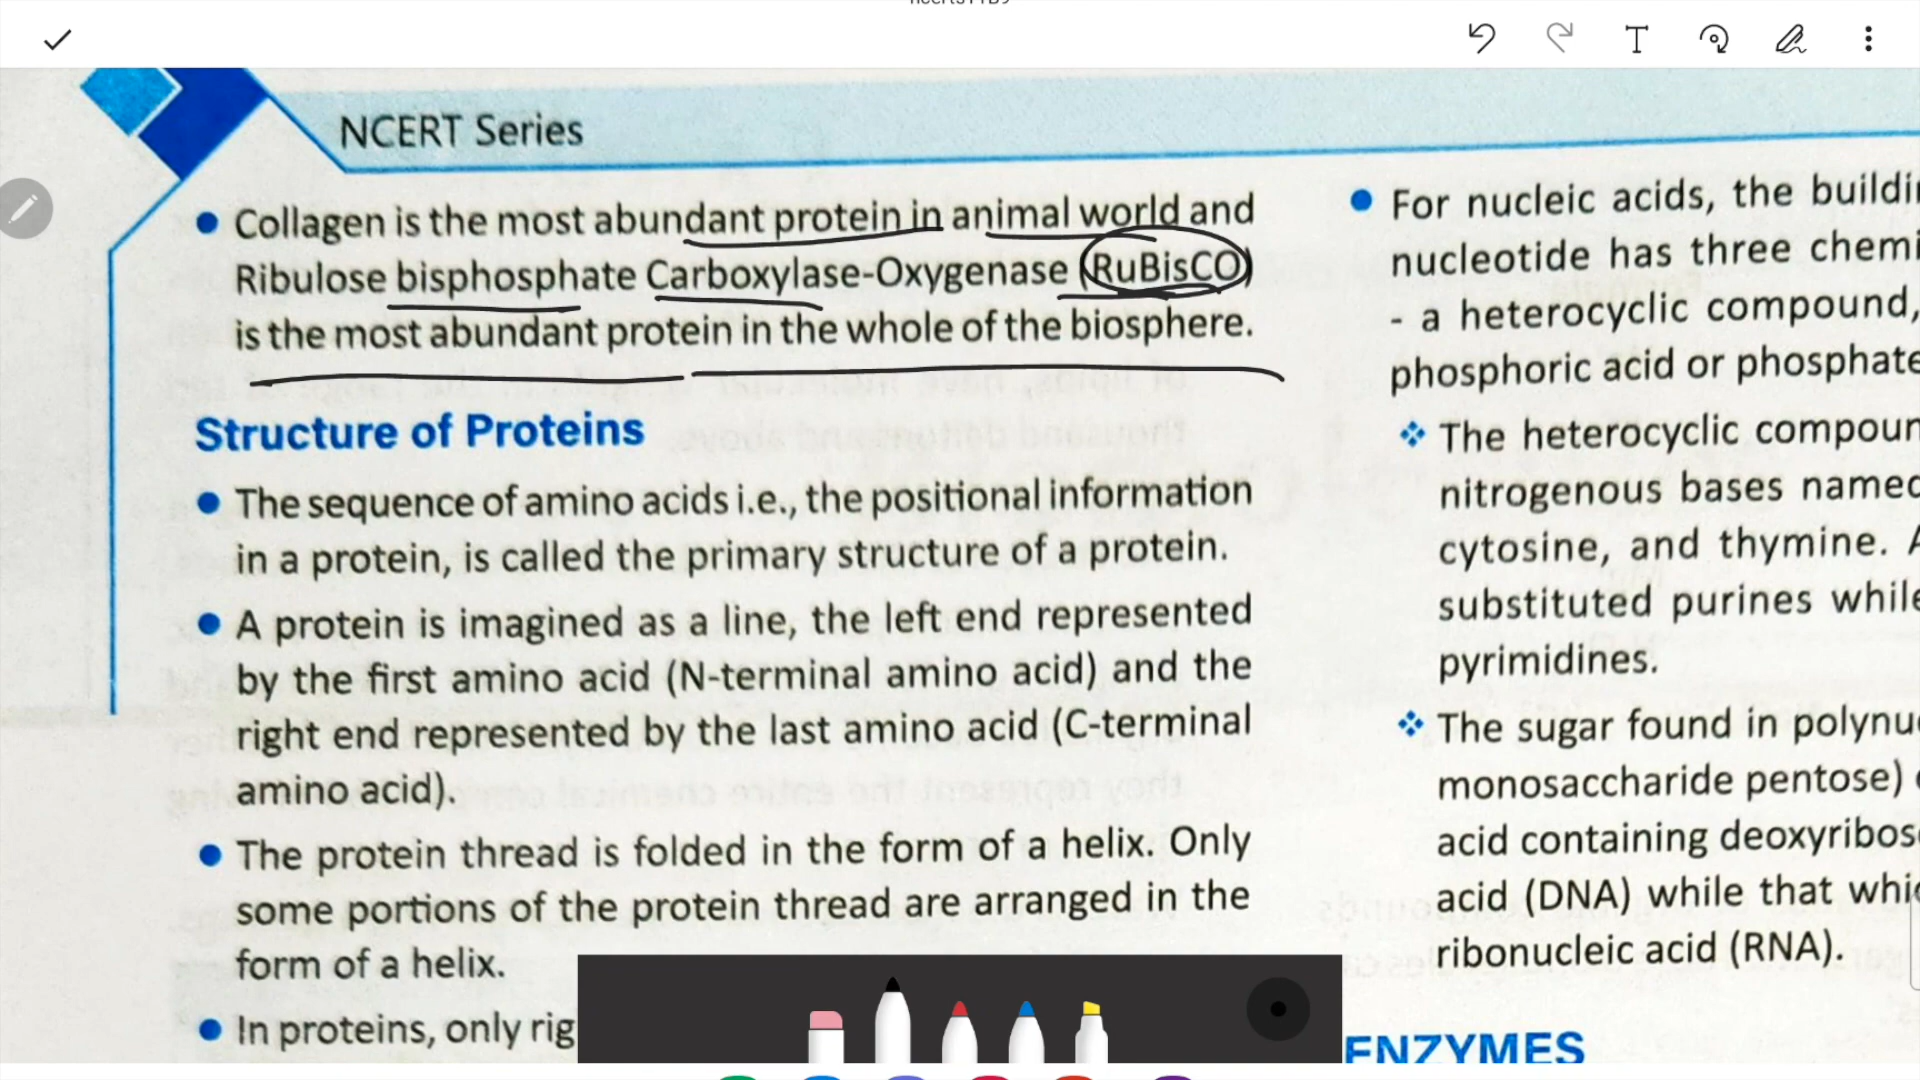 NCERT Series
Collagen is the most abundant protein in animal world and
Ribulose bisphosphate Carboxylase-Oxygenase (RuBisCO)
is the most abundant protein in the whole of the biosphere.
Structure of Proteins
The sequence of amino acids i.e., the positional information
in a protein, is called the primary structure of a protein.
A protein is imagined as a line, the left end represented
by the first amino acid (N-terminal amino acid) and the
right end represented by the last amino acid (C-terminal
amino acid).
The protein thread is folded in the form of a helix. Only
some portions of the protein thread are arranged in the
form of a helix.
In proteins, only rig
For nucleic acids, the buildi
nucleotide has three chemi
- a heterocyclic compound,
phosphoric acid or phosphate
The heterocyclic compoun
nitrogenous bases named
cytosine, and thymine. A
substituted purines while
pyrimidines.
The sugar found in polynuc
monosaccharide pentose)
acid containing deoxyribos
acid (DNA) while that whic
ribonucleic acid (RNA).
ENZYMES